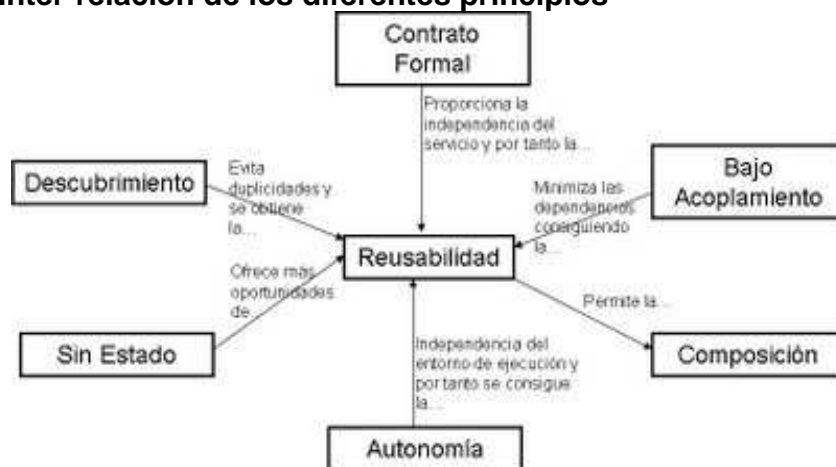 Inter-relación de los diferentes principios
Contrato
Formal
Proporciona la
independencia del
servicio y por tanto la...
Descubrimiento
Evita
duplicidades y
se obtiene
la...
Minimiza las
dependencias
consiguiendo
la...
Bajo
Acoplamiento
Reusabilidad
Ofrece más
oportunidades
de...
Permite la...
Sin Estado
Independencia del
entorno de ejecución y
por tanto se consigue
la...
Composición
Autonomía